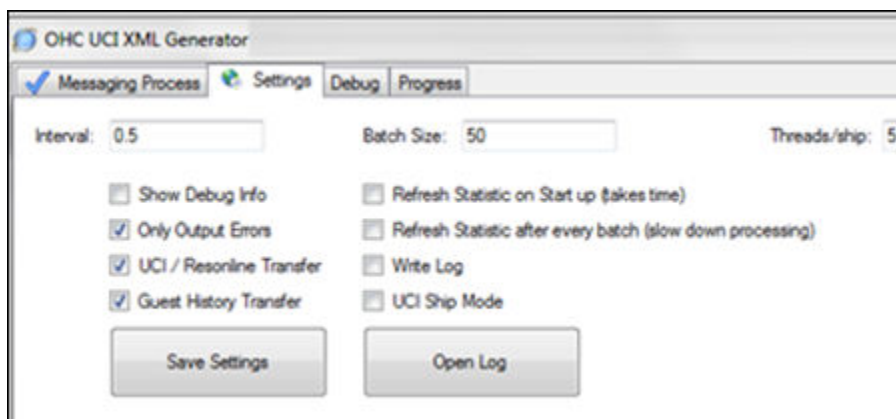 OHC UCI XML Generator
Messaging Process Settings Debug Progress
Interval: 0.5 Batch Size: 50 Threads/ship: 5
Show Debug Info Refresh Statistic on Start up (takes time)
Only Output Errors Refresh Statistic after every batch (slow down processing)
UCI / Resonline Transfer Write Log
Guest History Transfer UCI Ship Mode
Save Settings Open Log